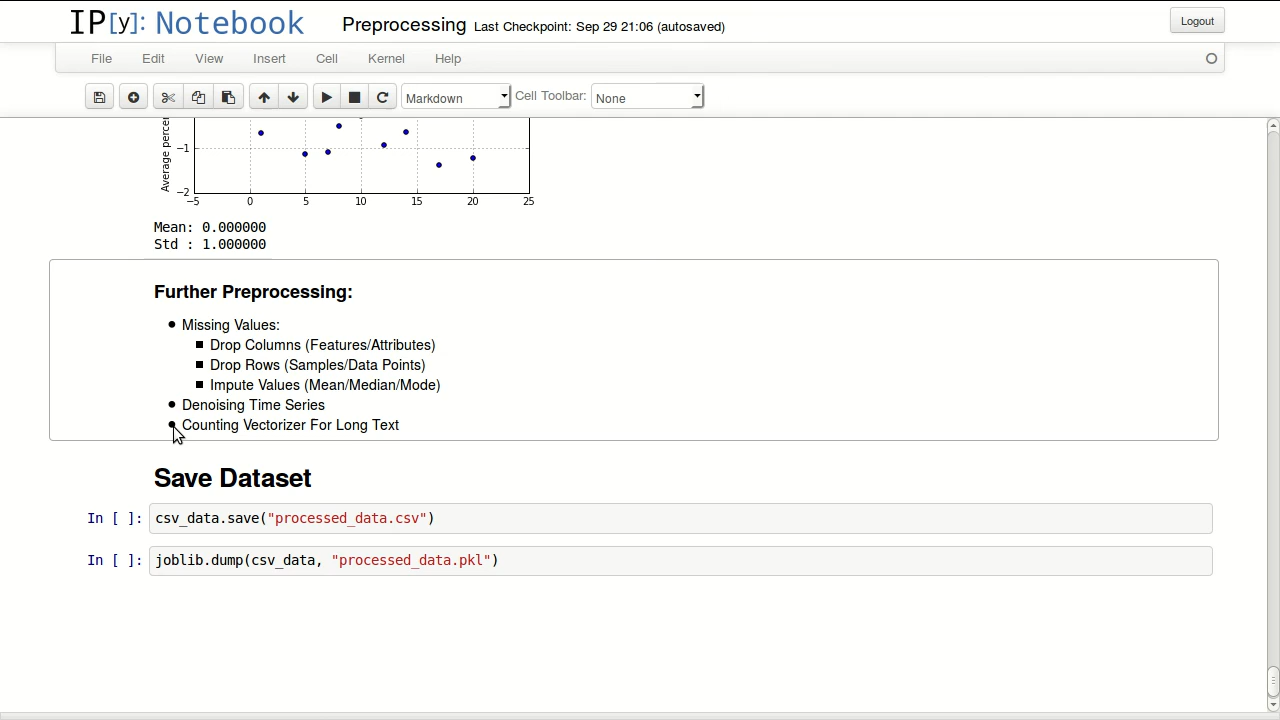 IP[y]: Notebook
Preprocessing Last Checkpoint: Sep 29 21:06 (autosaved)
Logout
File Edit View Insert Cell Kernel Help
Markdown Cell Toolbar: None
Average percen
−1
−2
−5 0 5 10 15 20 25
Mean: 0.000000
Std : 1.000000
Further Preprocessing:
Missing Values:
Drop Columns (Features/Attributes)
Drop Rows (Samples/Data Points)
Impute Values (Mean/Median/Mode)
Denoising Time Series
Counting Vectorizer For Long Text
Save Dataset
In [ ]: csv_data.save("processed_data.csv")
In [ ]: joblib.dump(csv_data, "processed_data.pkl")